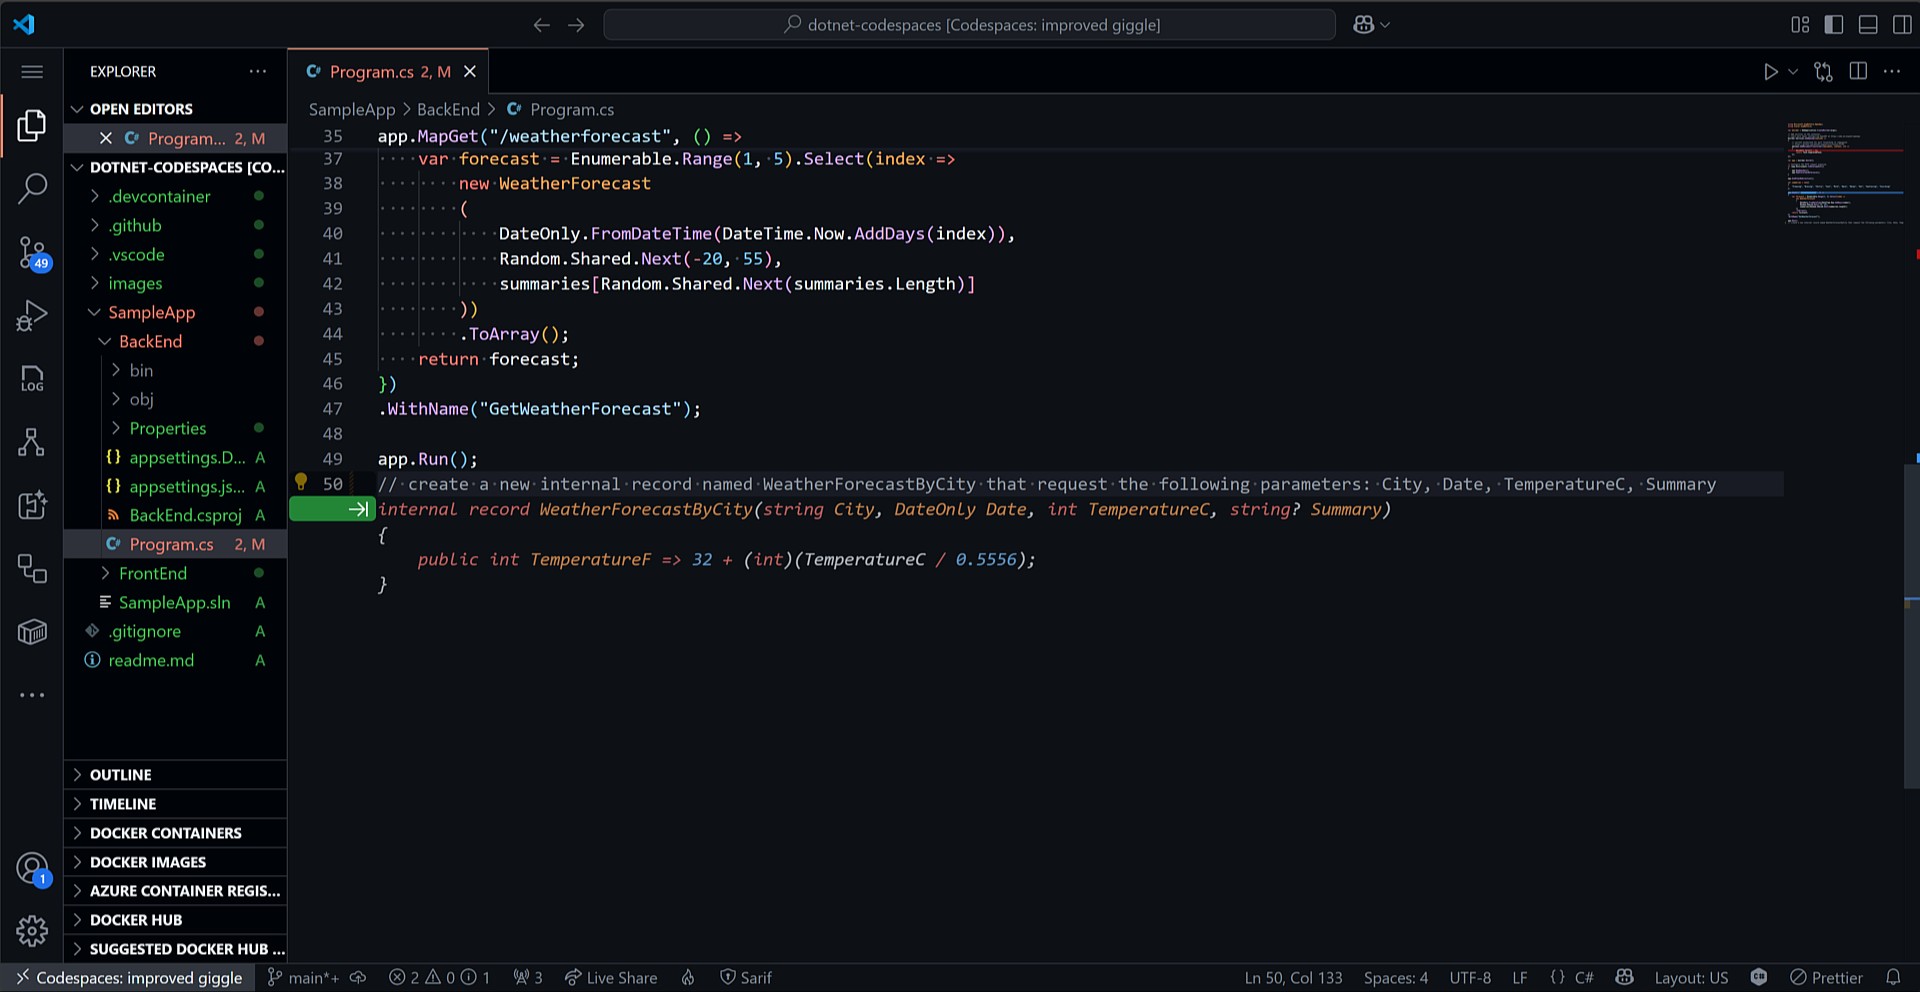 dotnet-codespaces [Codespaces: improved giggle]
EXPLORER
OPEN EDITORS
Program... 2, M
DOTNET-CODESPACES [CO...
.devcontainer
.github
.vscode
images
SampleApp
BackEnd
bin
obj
Properties
appsettings.D... A
appsettings.js... A
BackEnd.csproj A
Program.cs 2, M
FrontEnd
SampleApp.sln A
.gitignore A
readme.md A
OUTLINE
TIMELINE
DOCKER CONTAINERS
DOCKER IMAGES
AZURE CONTAINER REGIS...
DOCKER HUB
SUGGESTED DOCKER HUB ...
49
LOG
1
Program.cs 2, M
SampleApp > BackEnd > Program.cs
35 app.MapGet("/weatherforecast", () =>
37 var forecast = Enumerable.Range(1, 5).Select(index =>
38 new WeatherForecast
39 (
40 DateOnly.FromDateTime(DateTime.Now.AddDays(index)),
41 Random.Shared.Next(-20, 55),
42 summaries[Random.Shared.Next(summaries.Length)]
43 ))
44 .ToArray();
45 return forecast;
46 })
47 .WithName("GetWeatherForecast");
48
49 app.Run();
50 // create a new internal record named WeatherForecastByCity that request the following parameters: City, Date, TemperatureC, Summary
internal record WeatherForecastByCity(string City, DateOnly Date, int TemperatureC, string? Summary)
{
public int TemperatureF => 32 + (int)(TemperatureC / 0.5556);
}
Codespaces: improved giggle main*+ 2 0 1 3 Live Share Sarif Ln 50, Col 133 Spaces: 4 UTF-8 LF {} C# Layout: US Prettier